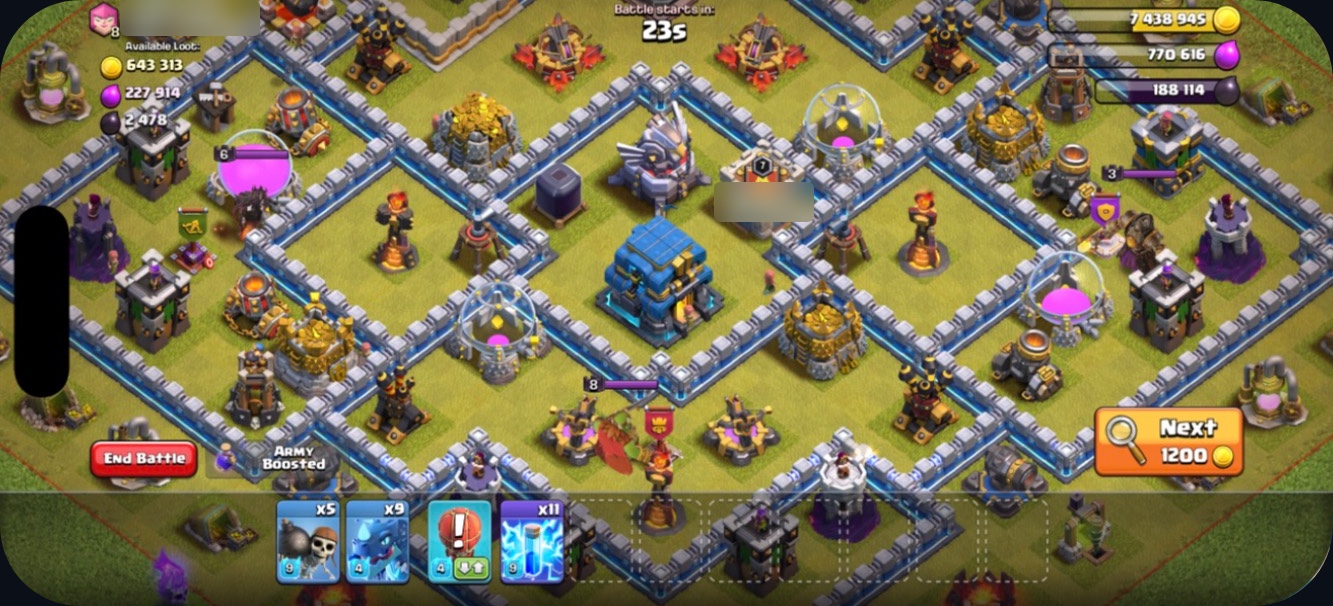 Battle starts in:
23s
8
Available Loot:
643 313
227 914
2,478
7 438 945
770 616
188 114
6
3
7
8
End Battle
Army
Boosted
Next
1200
x5
x9
x11
9
4
!
4
9